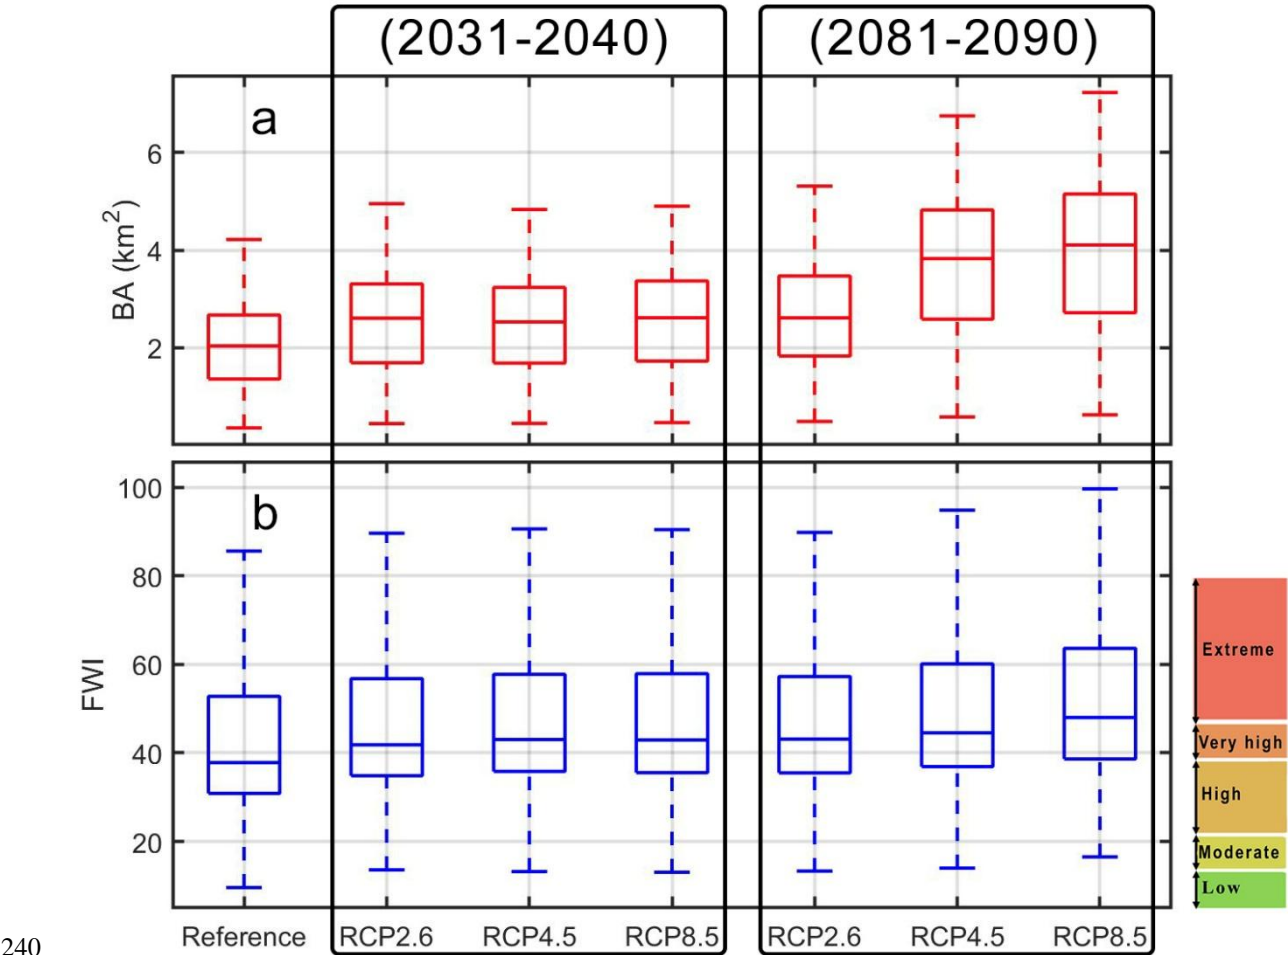 (2031-2040) (2081-2090)
a
6
4
2
BA (km²)
b
100
80
60
40
20
FWI
Extreme
Very high
High
Moderate
Low
Reference RCP2.6 RCP4.5 RCP8.5 RCP2.6 RCP4.5 RCP8.5
240